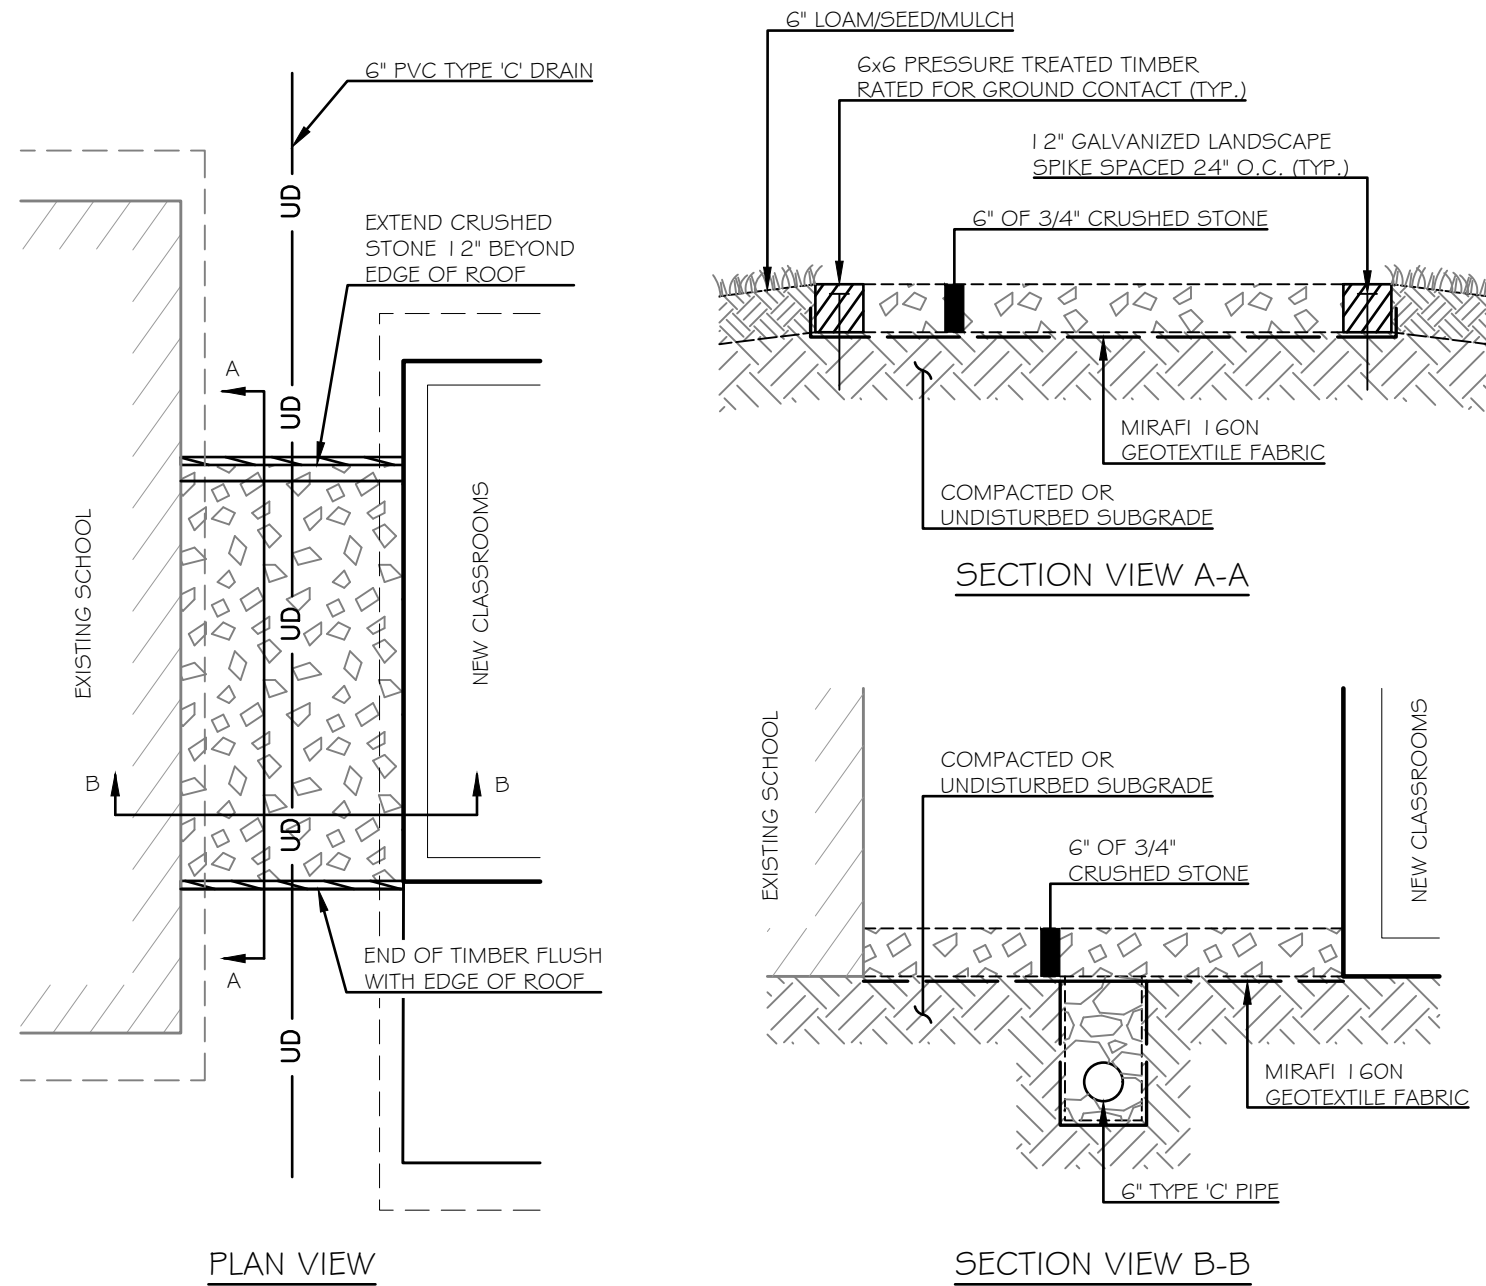 6" PVC TYPE 'C' DRAIN
UD
EXTEND CRUSHED
STONE 12" BEYOND
EDGE OF ROOF
A
UD
EXISTING SCHOOL
UD
NEW CLASSROOMS
B
B
UD
END OF TIMBER FLUSH
WITH EDGE OF ROOF
A
UD
PLAN VIEW
6" LOAM/SEED/MULCH
6x6 PRESSURE TREATED TIMBER
RATED FOR GROUND CONTACT (TYP.)
12" GALVANIZED LANDSCAPE
SPIKE SPACED 24" O.C. (TYP.)
6" OF 3/4" CRUSHED STONE
MIRAFI 160N
GEOTEXTILE FABRIC
COMPACTED OR
UNDISTURBED SUBGRADE
SECTION VIEW A-A
EXISTING SCHOOL
COMPACTED OR
UNDISTURBED SUBGRADE
6" OF 3/4"
CRUSHED STONE
NEW CLASSROOMS
MIRAFI 160N
GEOTEXTILE FABRIC
6" TYPE 'C' PIPE
SECTION VIEW B-B